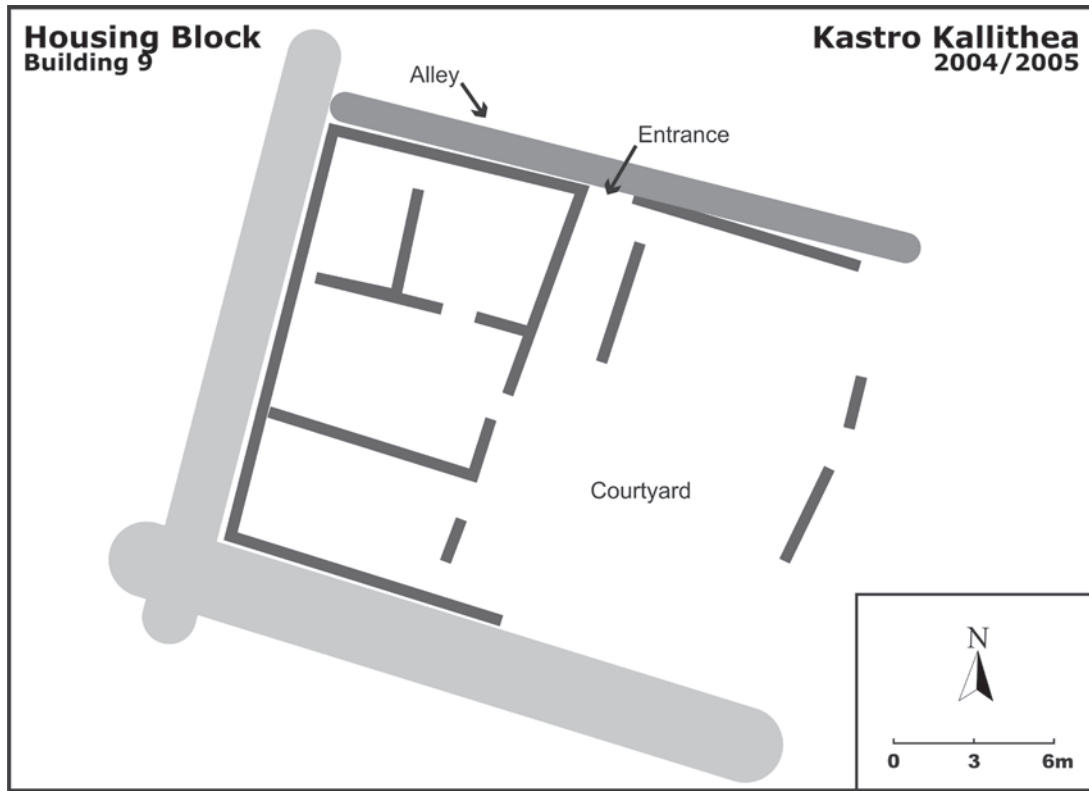 Housing Block
Building 9
Kastro Kallithea
2004/2005
Alley
Entrance
Courtyard
N
0 3 6m